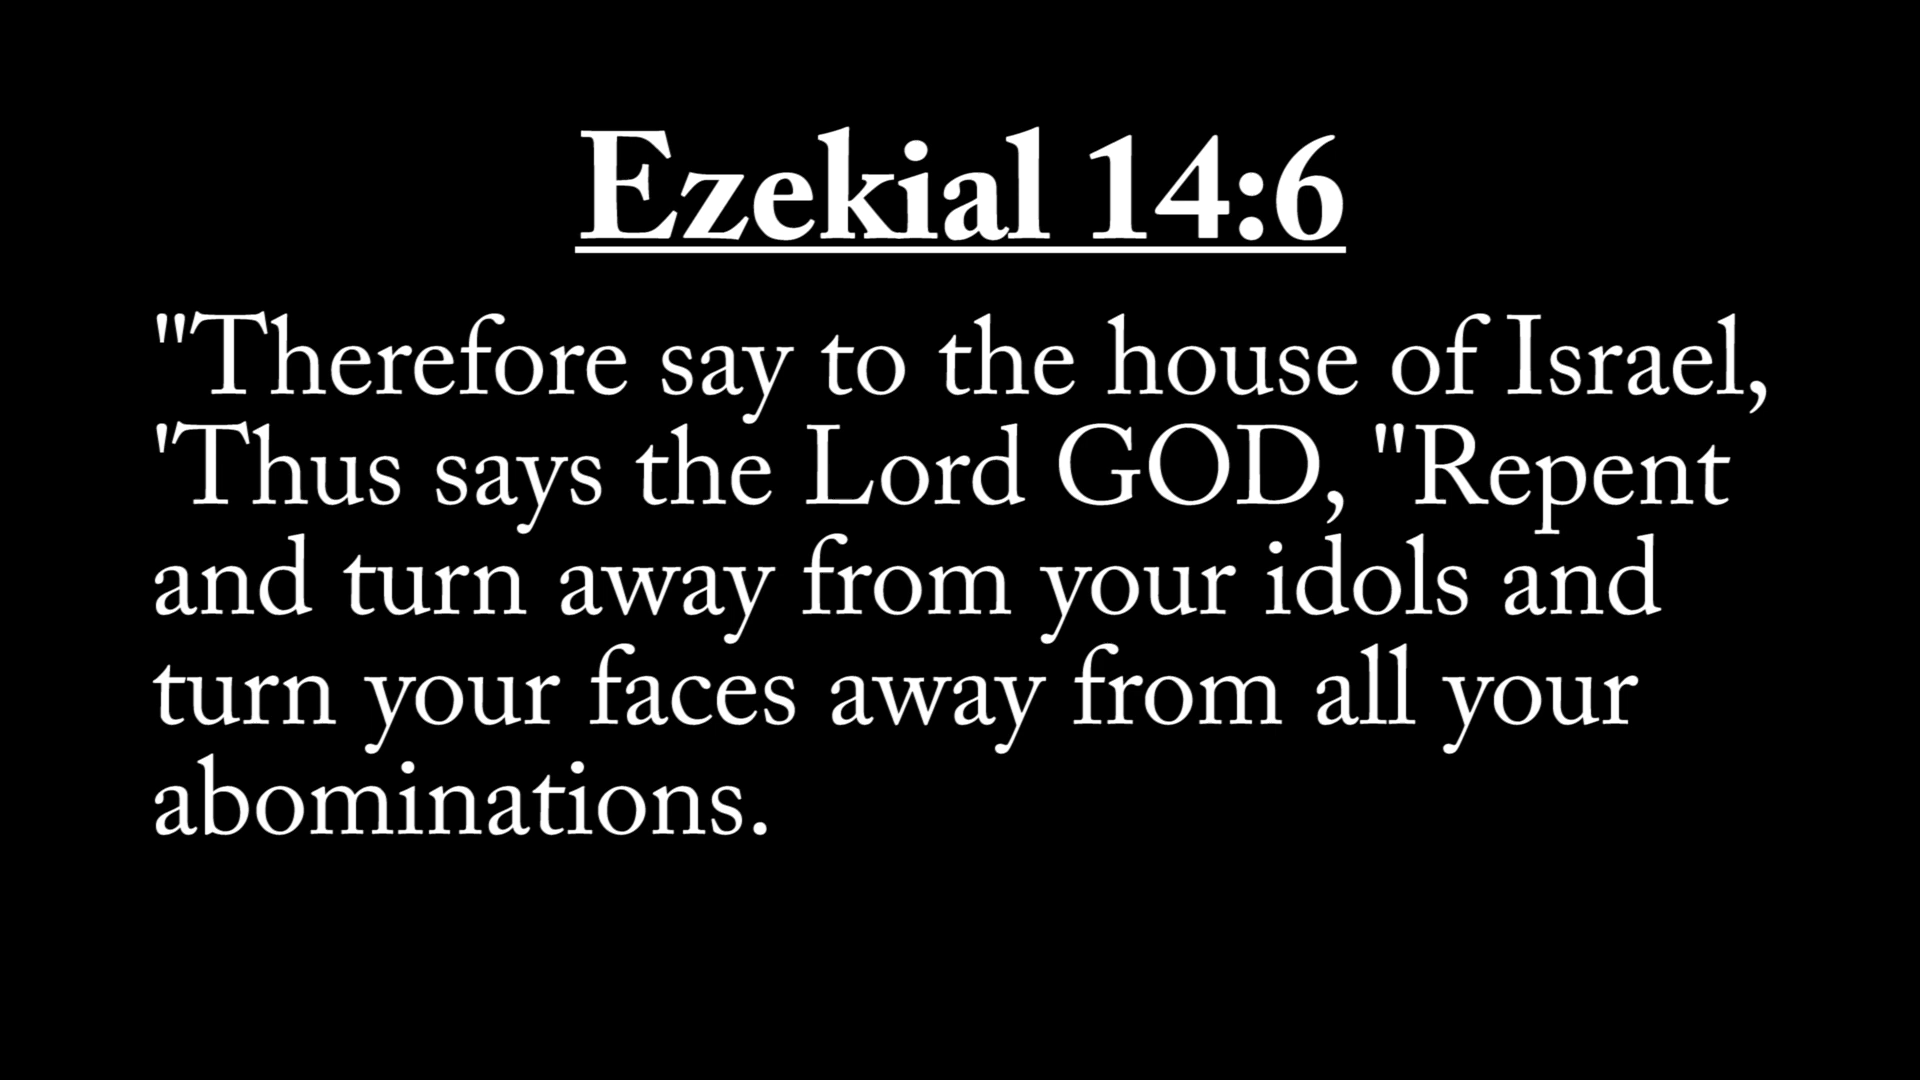 Ezekial 14:6
"Therefore say to the house of Israel,
'Thus says the Lord GOD, "Repent
and turn away from your idols and
turn your faces away from all your
abominations.